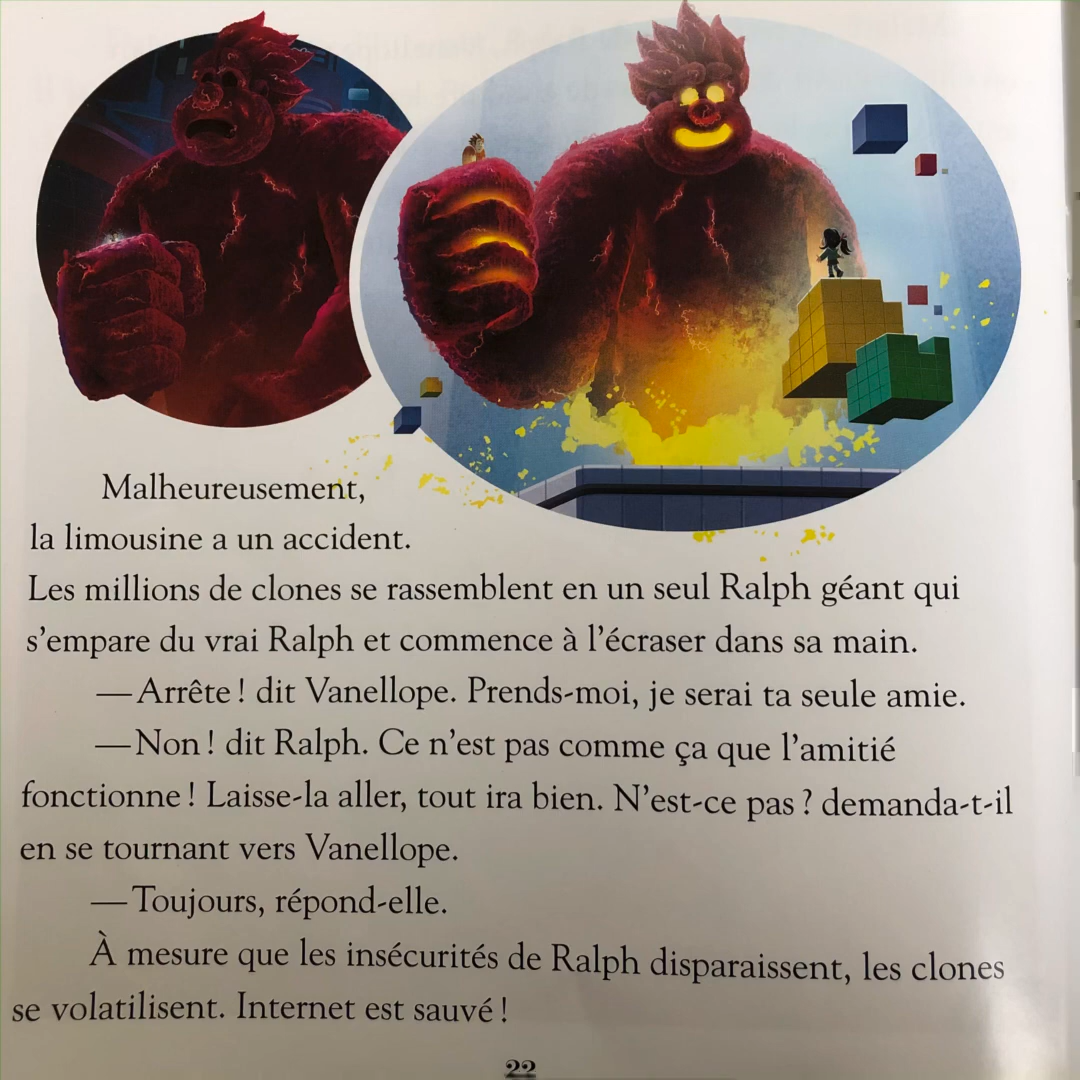 Malheureusement,
la limousine a un accident.
Les millions de clones se rassemblent en un seul Ralph géant qui
s'empare du vrai Ralph et commence à l'écraser dans sa main.
— Arrête ! dit Vanellope. Prends-moi, je serai ta seule amie.
— Non ! dit Ralph. Ce n'est pas comme ça que l'amitié
fonctionne ! Laisse-la aller, tout ira bien. N'est-ce pas ? demanda-t-il
en se tournant vers Vanellope.
— Toujours, répond-elle.
À mesure que les insécurités de Ralph disparaissent, les clones
se volatilisent. Internet est sauvé !
22